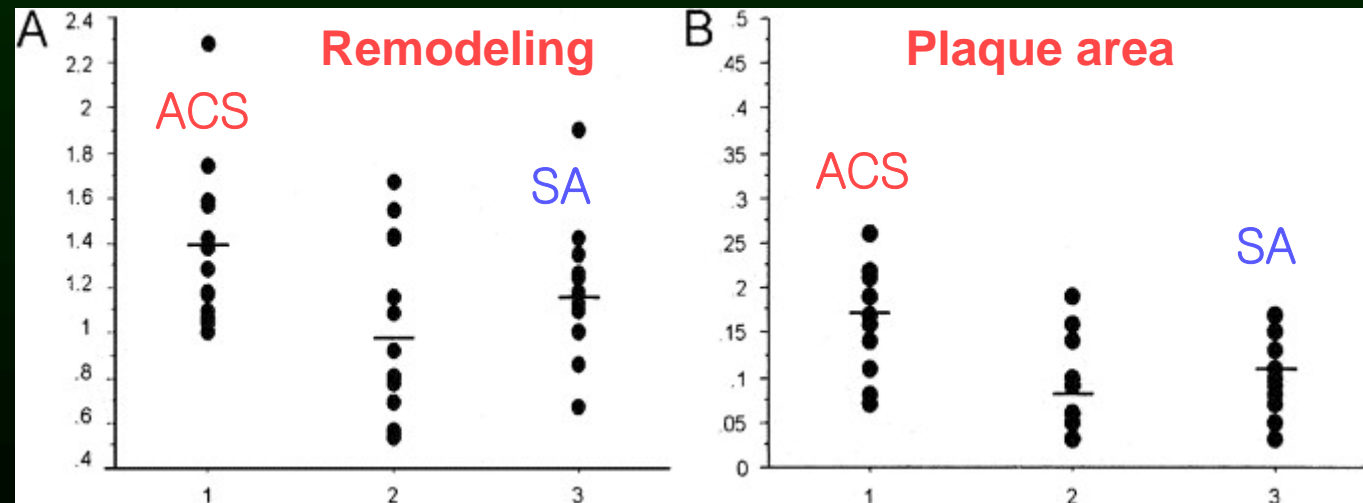 A
Remodeling
ACS
SA
2.4
2.2
2
1.8
1.6
1.4
1.2
1
.8
.6
.4
1 2 3
B
Plaque area
ACS
SA
.5
.45
.4
.35
.3
.25
.2
.15
.1
.05
0
1 2 3